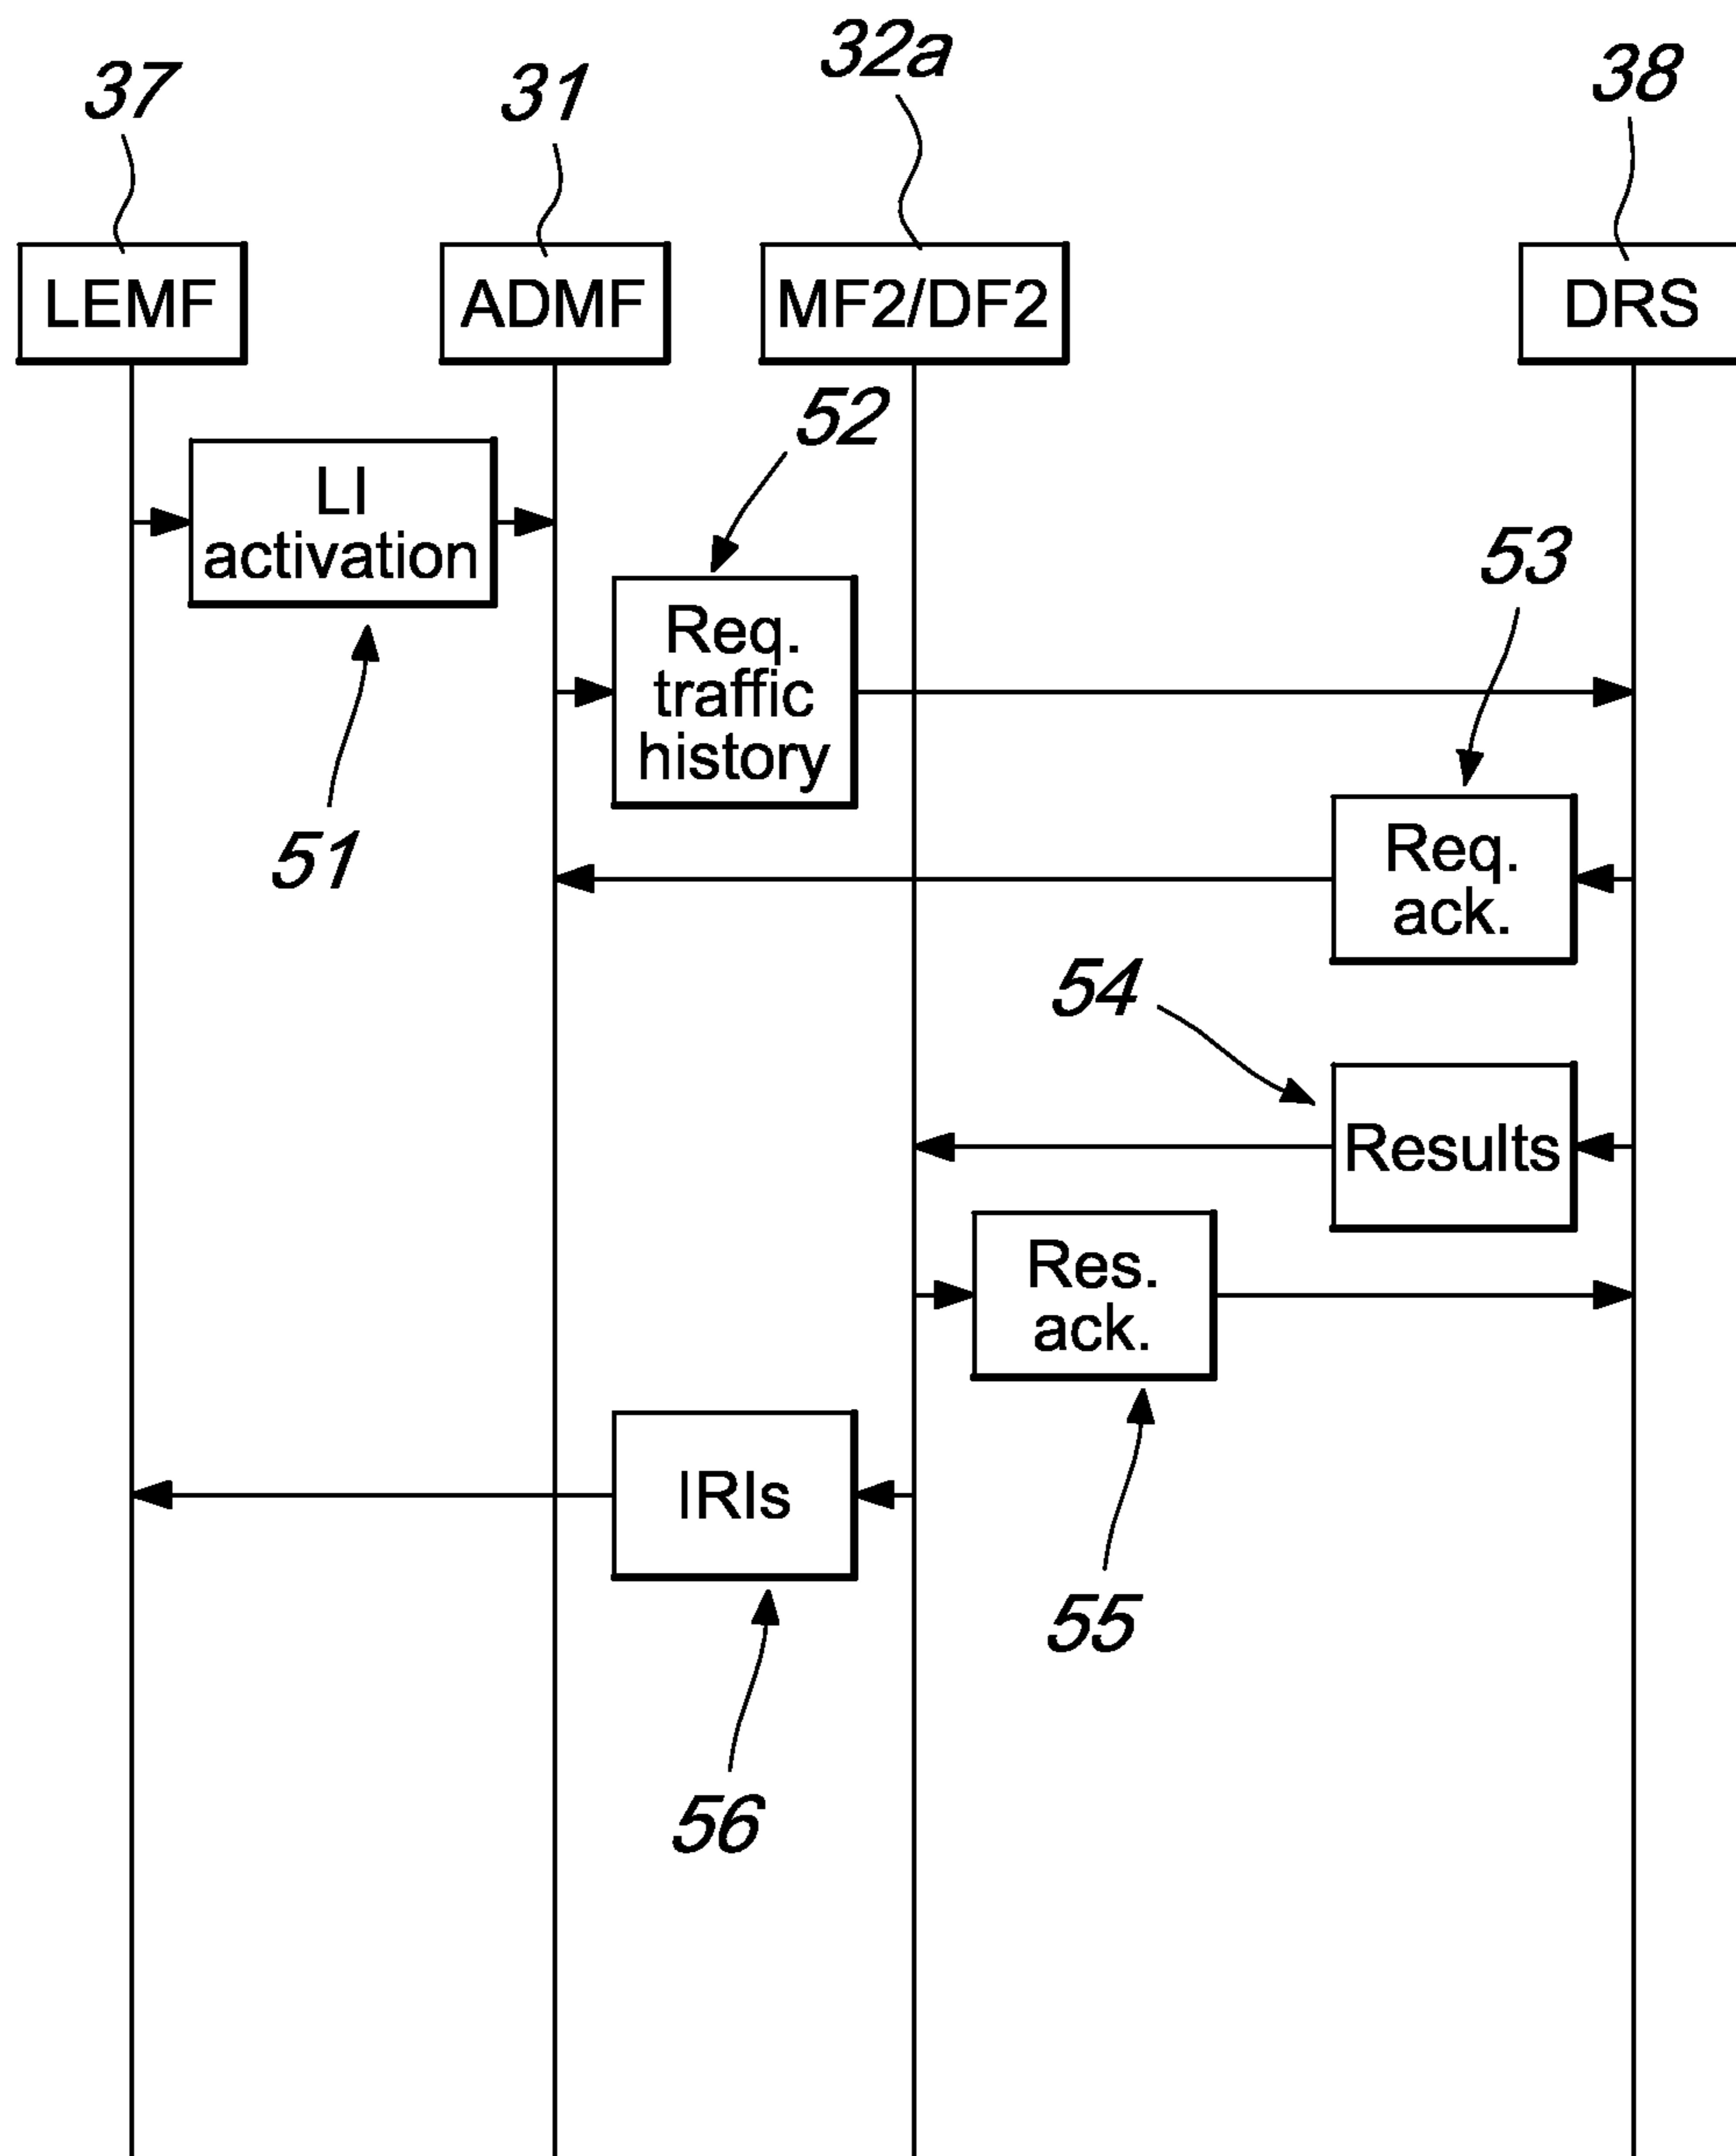 37
31
32a
38
LEMF
ADMF
MF2/DF2
DRS
52
LI
activation
53
Req.
traffic
history
51
Req.
ack.
54
Results
Res.
ack.
IRIs
55
56